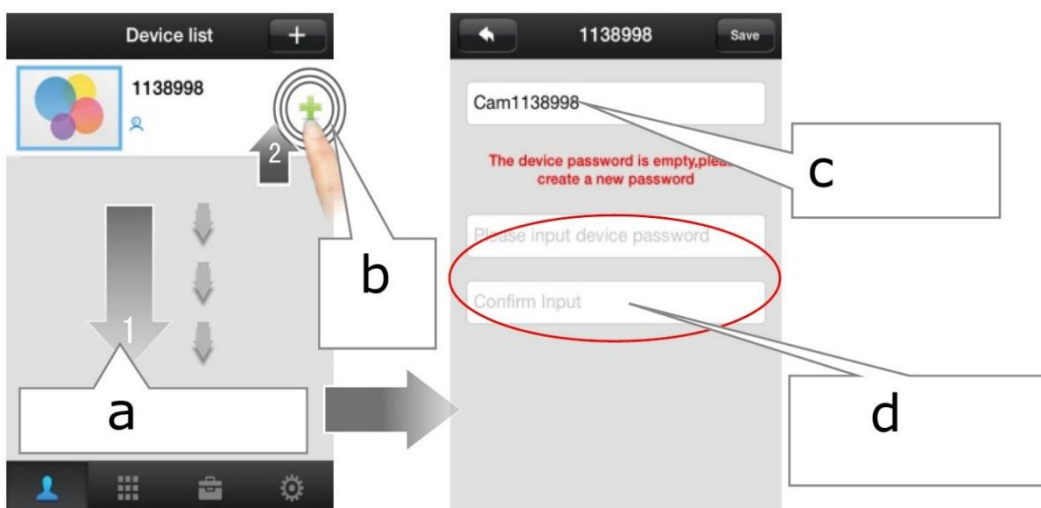 Device list
+
1138998
2
b
1
a
1138998
Save
Cam1138998
c
The device password is empty,plea
create a new password
Please input device password
Confirm Input
d